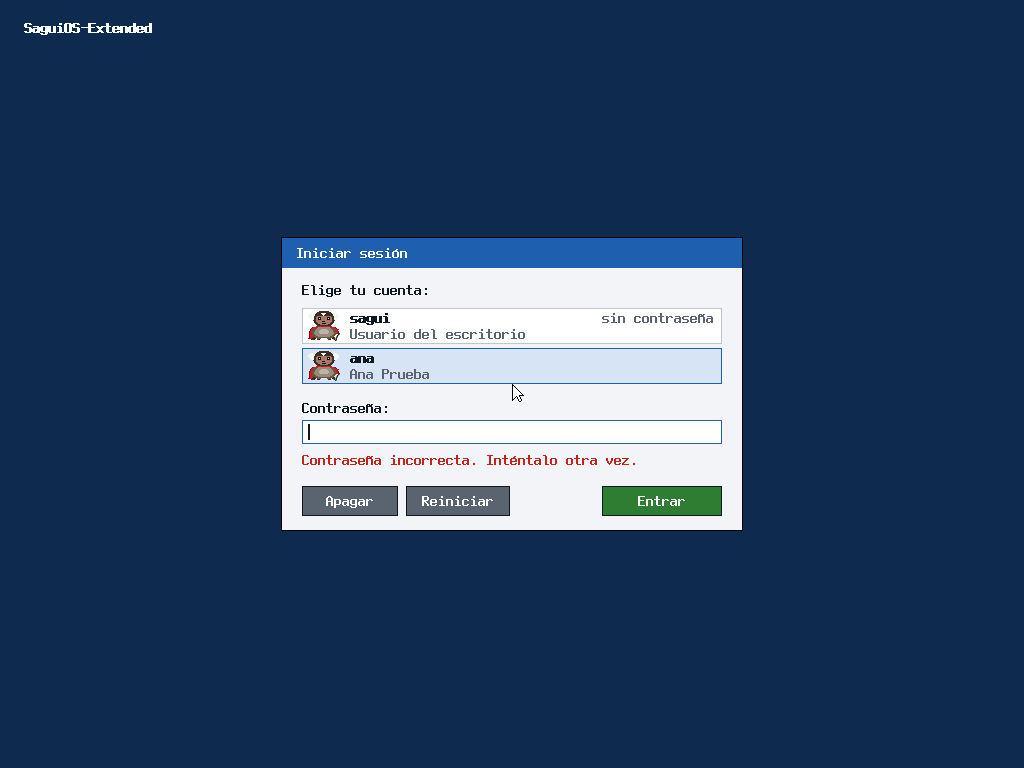 SaguiOS-Extended
Iniciar sesión
Elige tu cuenta:
sagui sin contraseña
Usuario del escritorio
ana
Ana Prueba
Contraseña:
Contraseña incorrecta. Inténtalo otra vez.
Apagar Reiniciar Entrar